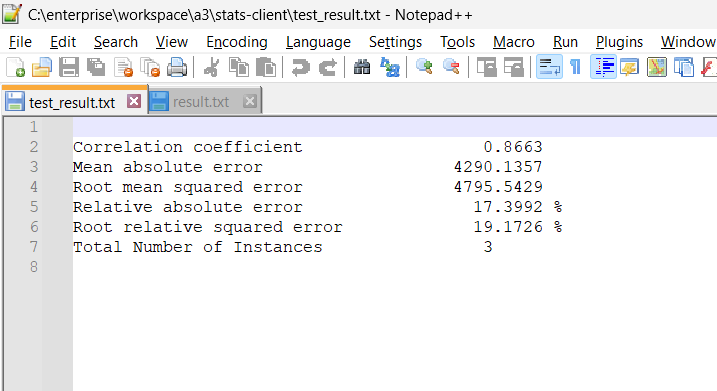 C:\enterprise\workspace\a3\stats-client\test_result.txt - Notepad++
File Edit Search View Encoding Language Settings Tools Macro Run Plugins Window
test_result.txt result.txt
1
2 Correlation coefficient 0.8663
3 Mean absolute error 4290.1357
4 Root mean squared error 4795.5429
5 Relative absolute error 17.3992 %
6 Root relative squared error 19.1726 %
7 Total Number of Instances 3
8